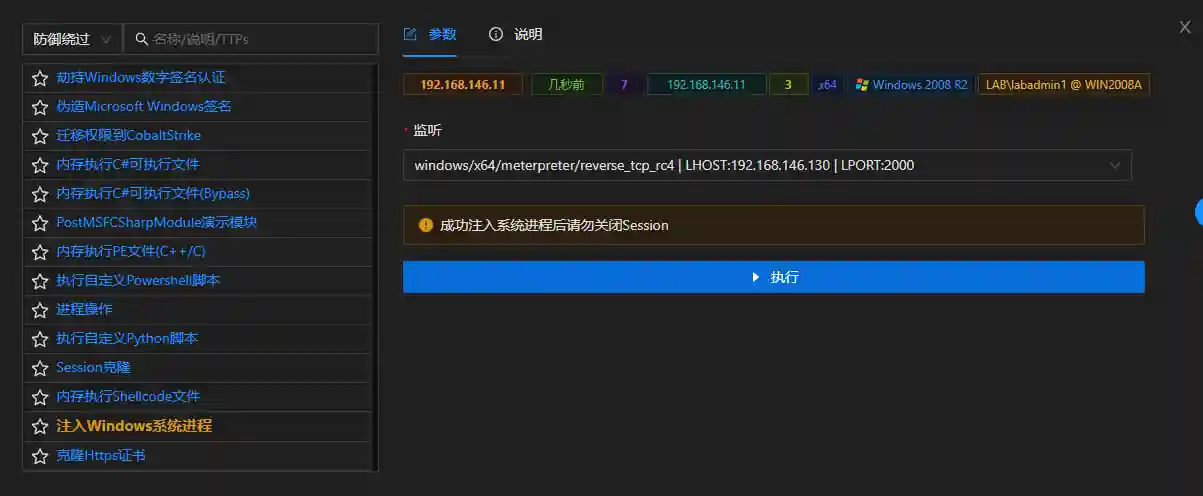 防御绕过 名称/说明/TTPs
劫持Windows数字签名认证
伪造Microsoft Windows签名
迁移权限到CobaltStrike
内存执行C#可执行文件
内存执行C#可执行文件(Bypass)
PostMSFCSharpModule演示模块
内存执行PE文件(C++/C)
执行自定义Powershell脚本
进程操作
执行自定义Python脚本
Session克隆
内存执行Shellcode文件
注入Windows系统进程
克隆Https证书
参数 说明
192.168.146.11 几秒前 7 192.168.146.11 3 x64 Windows 2008 R2 LAB\labadmin1 @ WIN2008A
* 监听
windows/x64/meterpreter/reverse_tcp_rc4 | LHOST:192.168.146.130 | LPORT:2000
成功注入系统进程后请勿关闭Session
执行